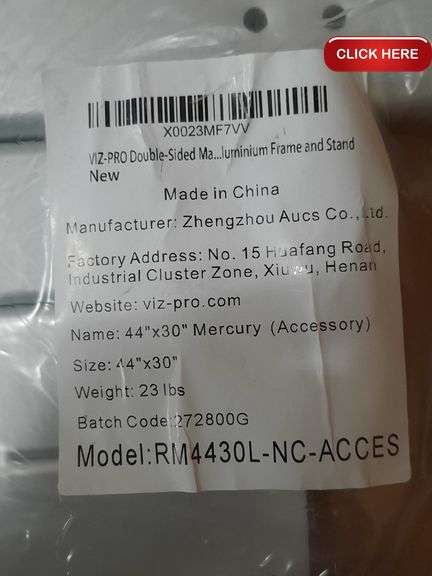 CLICK HERE
X0023MF7VV
VIZ-PRO Double-Sided Ma...luminium Frame and Stand
New
Made in China
Manufacturer: Zhengzhou Aucs Co.,Ltd.
Factory Address: No. 15 Huafang Road,
Industrial Cluster Zone, Xiuwu, Henan
Website: viz-pro.com
Name: 44"x30" Mercury (Accessory)
Size: 44"x30"
Weight: 23 lbs
Batch Code:272800G
Model:RM4430L-NC-ACCES